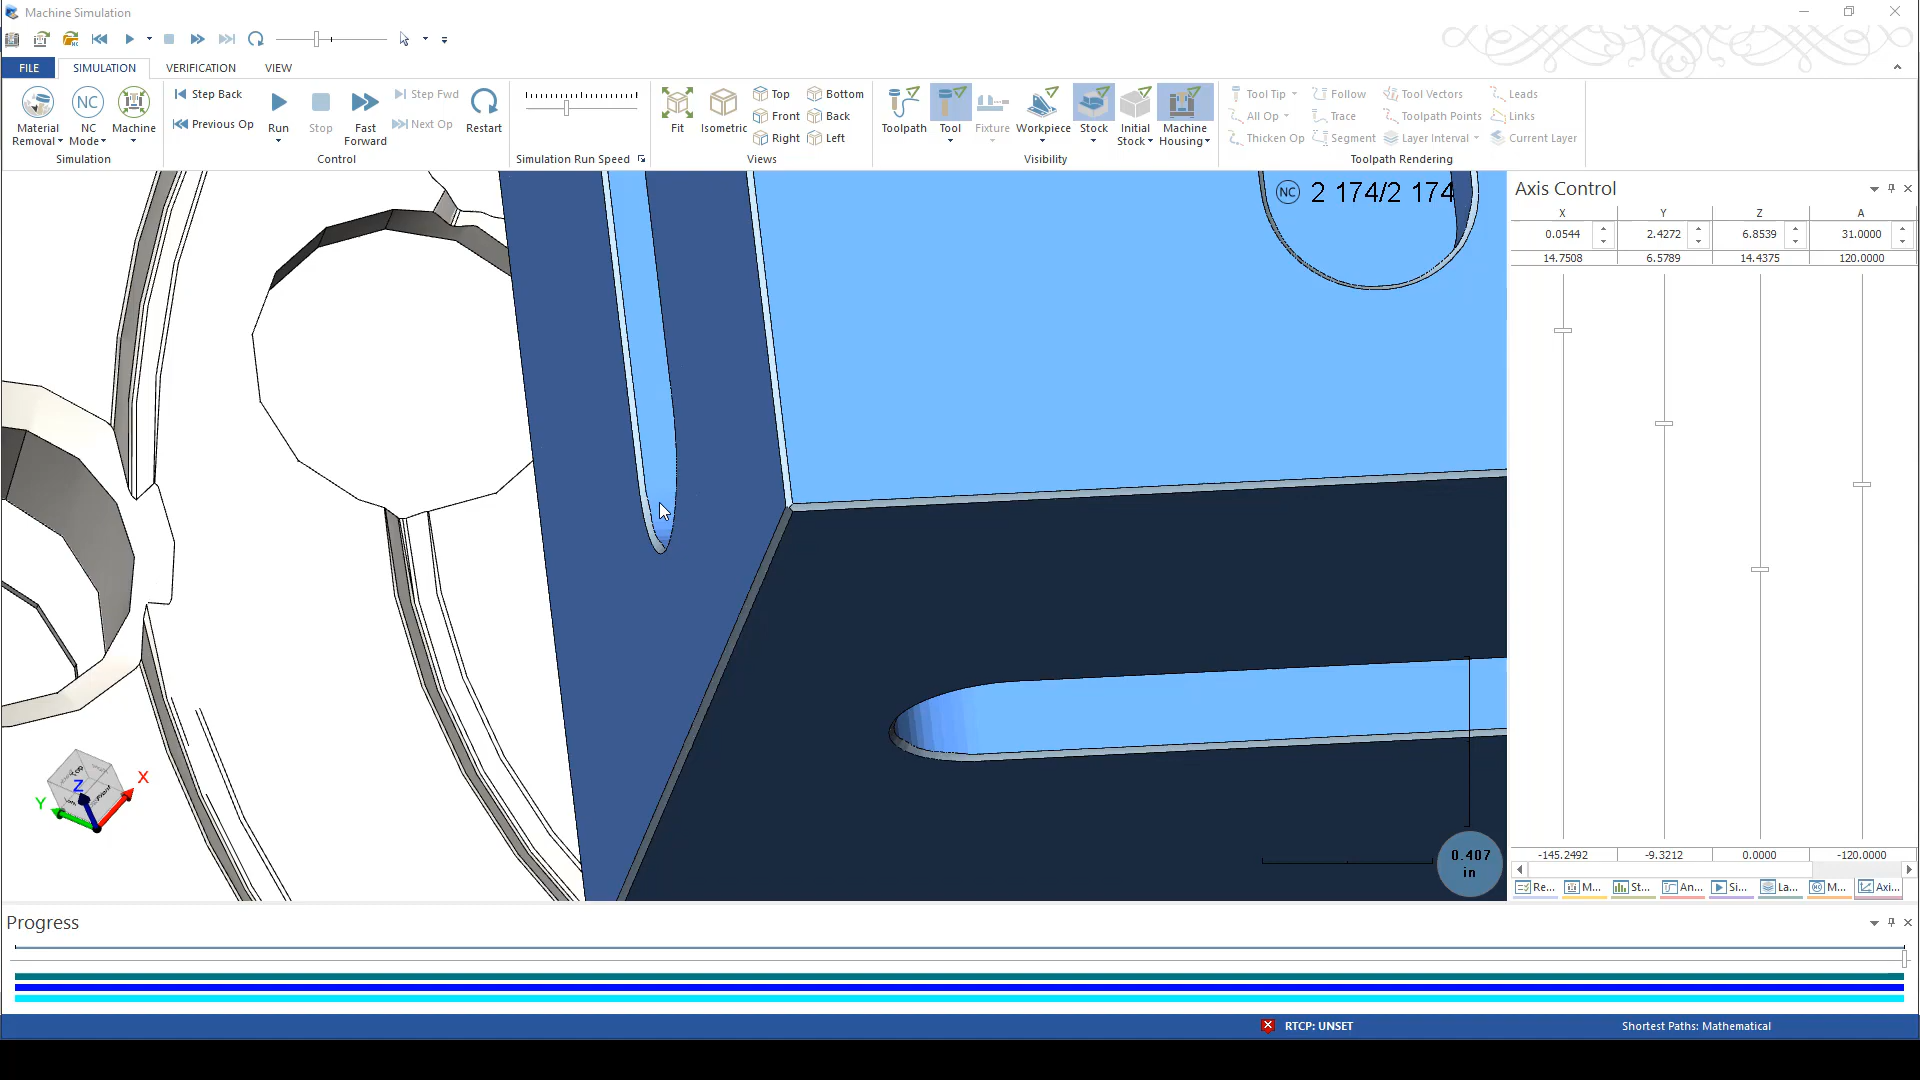 Machine Simulation
FILE SIMULATION VERIFICATION VIEW
Material Removal
NC
NC Mode
Machine
Simulation
Step Back
Previous Op
Run
Stop
Fast Forward
Step Fwd
Next Op
Restart
Control
Simulation Run Speed
Fit
Isometric
Top
Front
Right
Bottom
Back
Left
Views
Toolpath
Tool
Fixture
Workpiece
Stock
Initial Stock
Machine Housing
Visibility
Tool Tip
All Op
Thicken Op
Follow
Trace
Segment
Tool Vectors
Toolpath Points
Layer Interval
Leads
Links
Current Layer
Toolpath Rendering
NC 2 174/2 174
Axis Control
X Y Z A
0.0544 2.4272 6.8539 31.0000
14.7508 6.5789 14.4375 120.0000
-145.2492 -9.3212 0.0000 -120.0000
Re... M... St... An... Si... La... M... Axi...
X
Y
Z
0.407
in
Progress
RTCP: UNSET
Shortest Paths: Mathematical